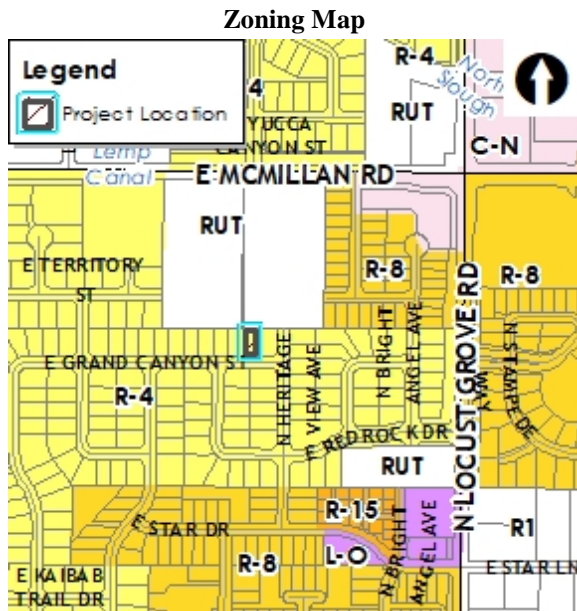 Zoning Map
Legend
Project Location
R-4
North
Slough
4
RUT
YUCCA
CANYON ST
C-N
Lemp
Canal
E MCMILLAN RD
RUT
R-8
R-8
E TERRITORY
ST
N LOCUST GROVE RD
N BRIGHT
ANGEL AVE
N STAMPEDE
WAY
N HERITAGE
VIEW AVE
E GRAND CANYON ST
R-4
E RED ROCK DR
RUT
R-15
E STAR DR
N BRIGHT
ANGEL AVE
R1
L-O
R-8
E STAR LN
E KAIBAB
TRAIL DR